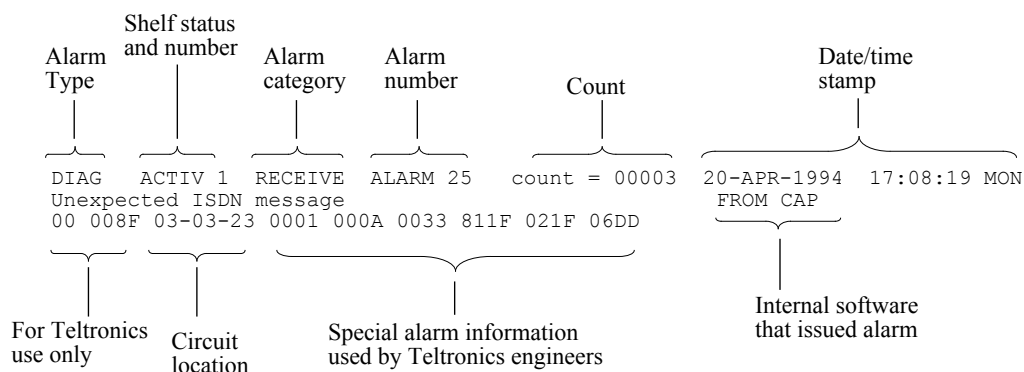 Shelf status
and number
Alarm
Type
Alarm
category
Alarm
number
Count
Date/time
stamp
DIAG ACTIV 1 RECEIVE ALARM 25 count = 00003 20-APR-1994 17:08:19 MON
Unexpected ISDN message FROM CAP
00 008F 03-03-23 0001 000A 0033 811F 021F 06DD
For Teltronics
use only
Circuit
location
Special alarm information
used by Teltronics engineers
Internal software
that issued alarm